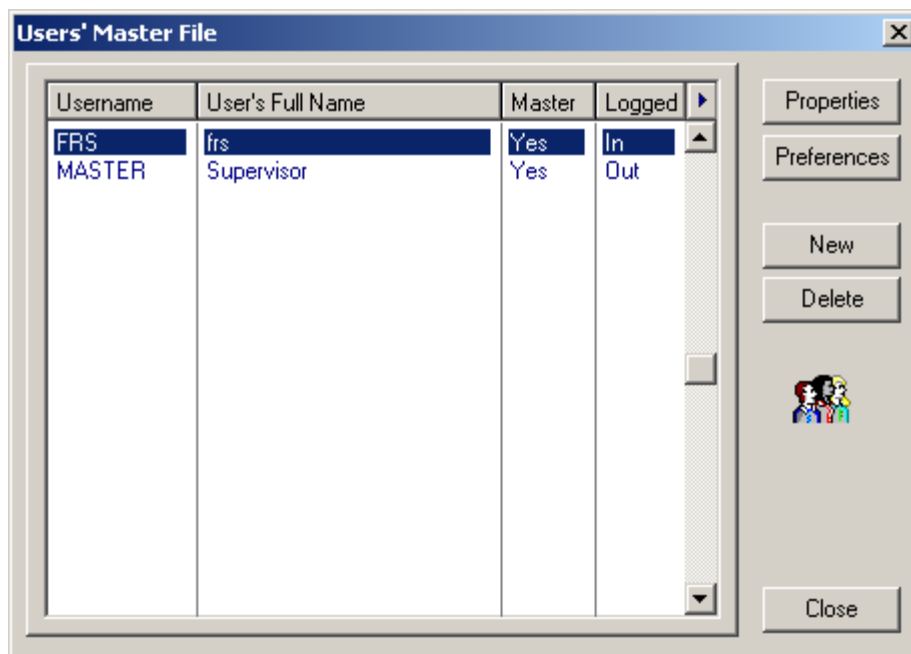 Users' Master File
Username User's Full Name Master Logged
FRS frs Yes In
MASTER Supervisor Yes Out
Properties
Preferences
New
Delete
Close